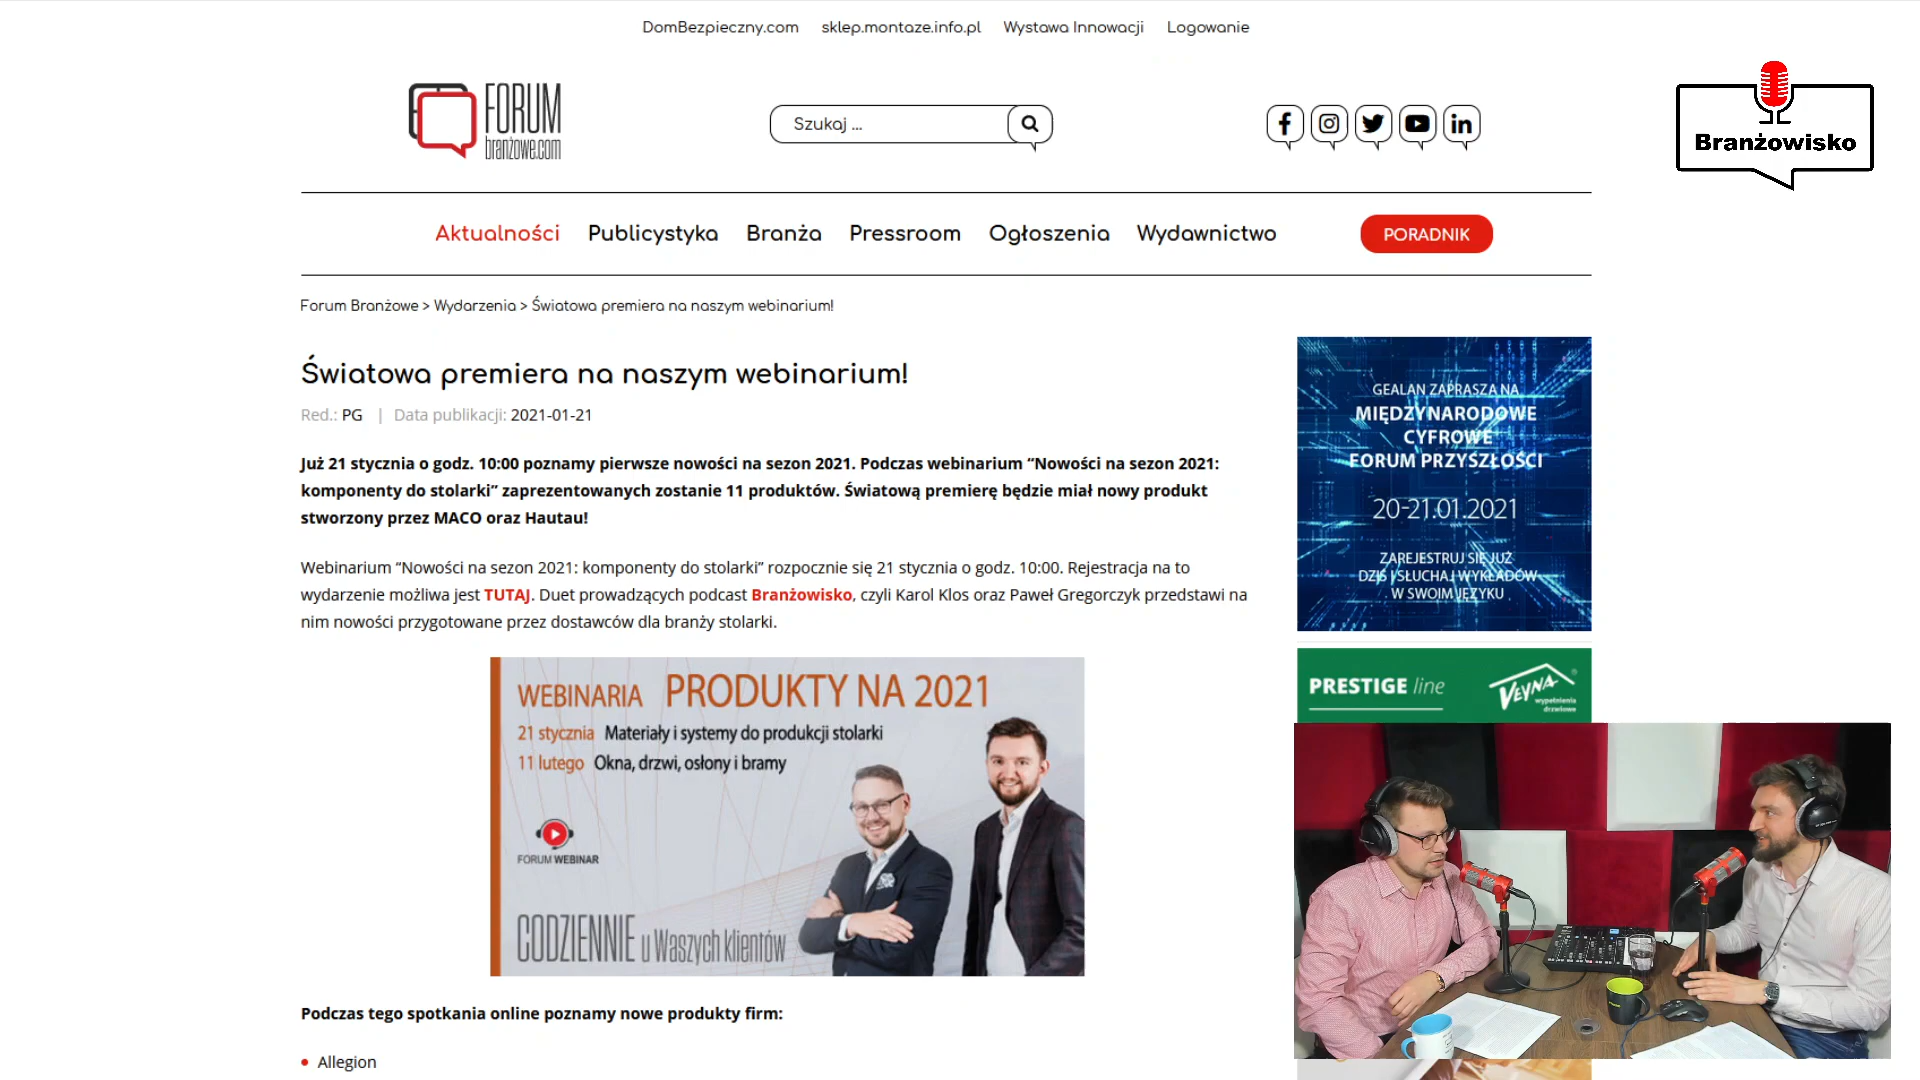 DomBezpieczny.com sklep.montaze.info.pl Wystawa Innowacji Logowanie
FORUM
branżowe.com
Szukaj ...
Branżowisko
Aktualności Publicystyka Branża Pressroom Ogłoszenia Wydawnictwo PORADNIK
Forum Branżowe > Wydarzenia > Światowa premiera na naszym webinarium!
Światowa premiera na naszym webinarium!
Red.: PG | Data publikacji: 2021-01-21
Już 21 stycznia o godz. 10:00 poznamy pierwsze nowości na sezon 2021. Podczas webinarium “Nowości na sezon 2021:
komponenty do stolarki” zaprezentowanych zostanie 11 produktów. Światową premierę będzie miał nowy produkt
stworzony przez MACO oraz Hautau!
Webinarium “Nowości na sezon 2021: komponenty do stolarki” rozpocznie się 21 stycznia o godz. 10:00. Rejestracja na to
wydarzenie możliwa jest TUTAJ. Duet prowadzących podcast Branżowisko, czyli Karol Klos oraz Paweł Gregorczyk przedstawi na
nim nowości przygotowane przez dostawców dla branży stolarki.
WEBINARIA PRODUKTY NA 2021
21 stycznia Materiały i systemy do produkcji stolarki
11 lutego Okna, drzwi, osłony i bramy
FORUM WEBINAR
CODZIENNIE u Waszych klientów
Podczas tego spotkania online poznamy nowe produkty firm:
Allegion
GEALAN ZAPRASZA NA
MIĘDZYNARODOWE
CYFROWE
FORUM PRZYSZŁOŚCI
20-21.01.2021
ZAREJESTRUJ SIĘ JUŻ
DZIŚ I SŁUCHAJ WYKŁADÓW
W SWOIM JĘZYKU
PRESTIGE line
VEYNA
wypełnienia
drzwiowe